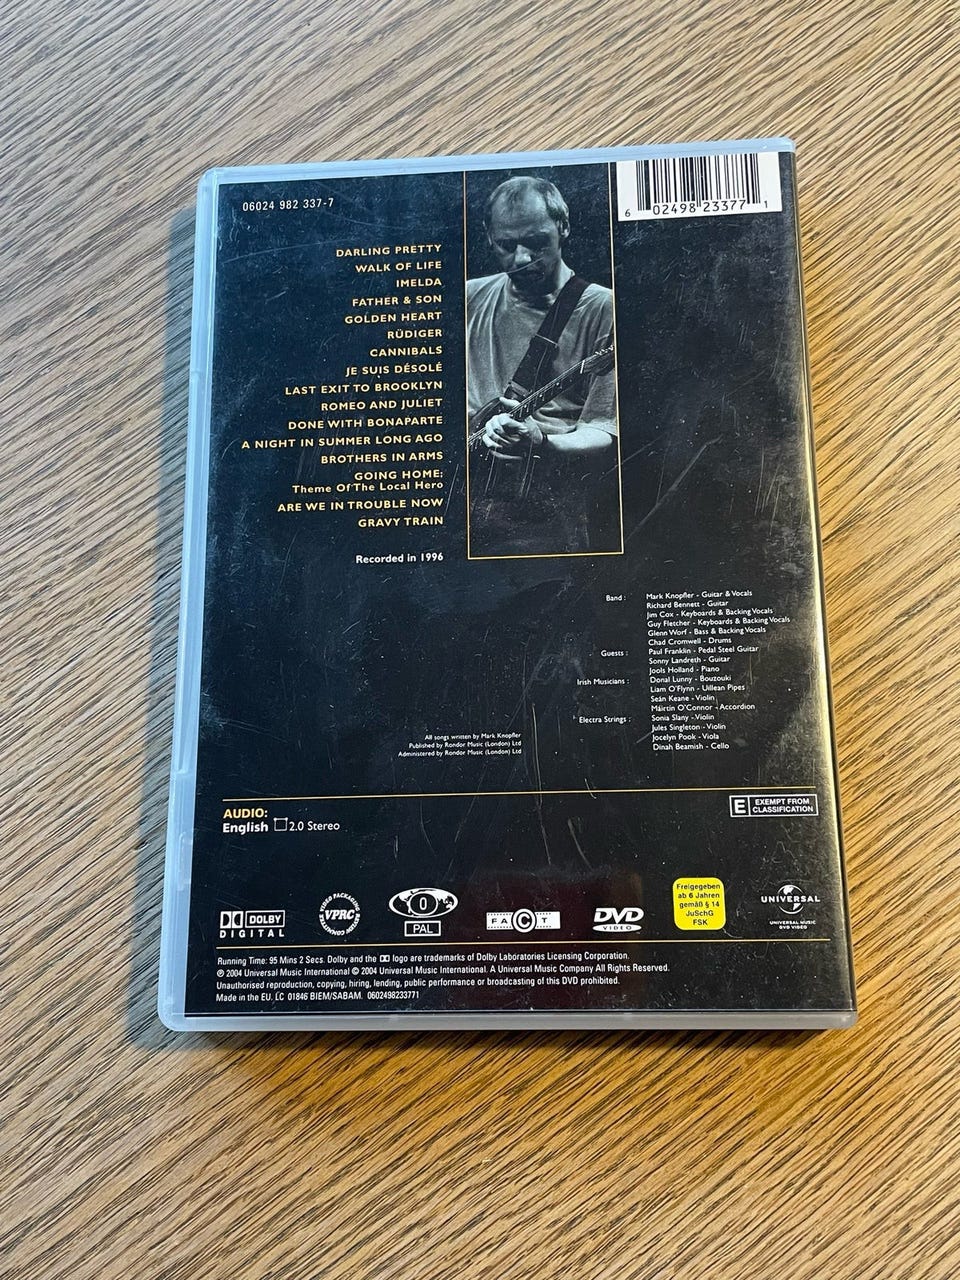 06024 982 337-7
6 02498 23377 1
DARLING PRETTY
WALK OF LIFE
IMELDA
FATHER & SON
GOLDEN HEART
RÜDIGER
CANNIBALS
JE SUIS DÉSOLÉ
LAST EXIT TO BROOKLYN
ROMEO AND JULIET
DONE WITH BONAPARTE
A NIGHT IN SUMMER LONG AGO
BROTHERS IN ARMS
GOING HOME:
Theme Of The Local Hero
ARE WE IN TROUBLE NOW
GRAVY TRAIN
Recorded in 1996
Band : Mark Knopfler - Guitar & Vocals
Richard Bennett - Guitar
Jim Cox - Keyboards & Backing Vocals
Guy Fletcher - Keyboards & Backing Vocals
Glenn Worf - Bass & Backing Vocals
Chad Cromwell - Drums
Guests : Paul Franklin - Pedal Steel Guitar
Sonny Landreth - Guitar
Jools Holland - Piano
Irish Musicians : Donal Lunny - Bouzouki
Liam O'Flynn - Uillean Pipes
Seán Keane - Violin
Máirtín O'Connor - Accordion
Electra Strings : Sonia Slany - Violin
Jules Singleton - Violin
Jocelyn Pook - Viola
Dinah Beamish - Cello
All songs written by Mark Knopfler
Published by Rondor Music (London) Ltd
Administered by Rondor Music (London) Ltd
AUDIO:
English 2.0 Stereo
E EXEMPT FROM
CLASSIFICATION
DOLBY
DIGITAL
VIDEO PACKAGING REVIEW COMMITTEE
VPRC
0
PAL
FACT
DVD
VIDEO
Freigegeben
ab 6 Jahren
gemäß § 14
JuSchG
FSK
UNIVERSAL
UNIVERSAL MUSIC
DVD VIDEO
Running Time: 95 Mins 2 Secs. Dolby and the logo are trademarks of Dolby Laboratories Licensing Corporation.
℗ 2004 Universal Music International © 2004 Universal Music International. A Universal Music Company All Rights Reserved.
Unauthorised reproduction, copying, hiring, lending, public performance or broadcasting of this DVD prohibited.
Made in the EU. LC 01846 BIEM/SABAM. 0602498233771